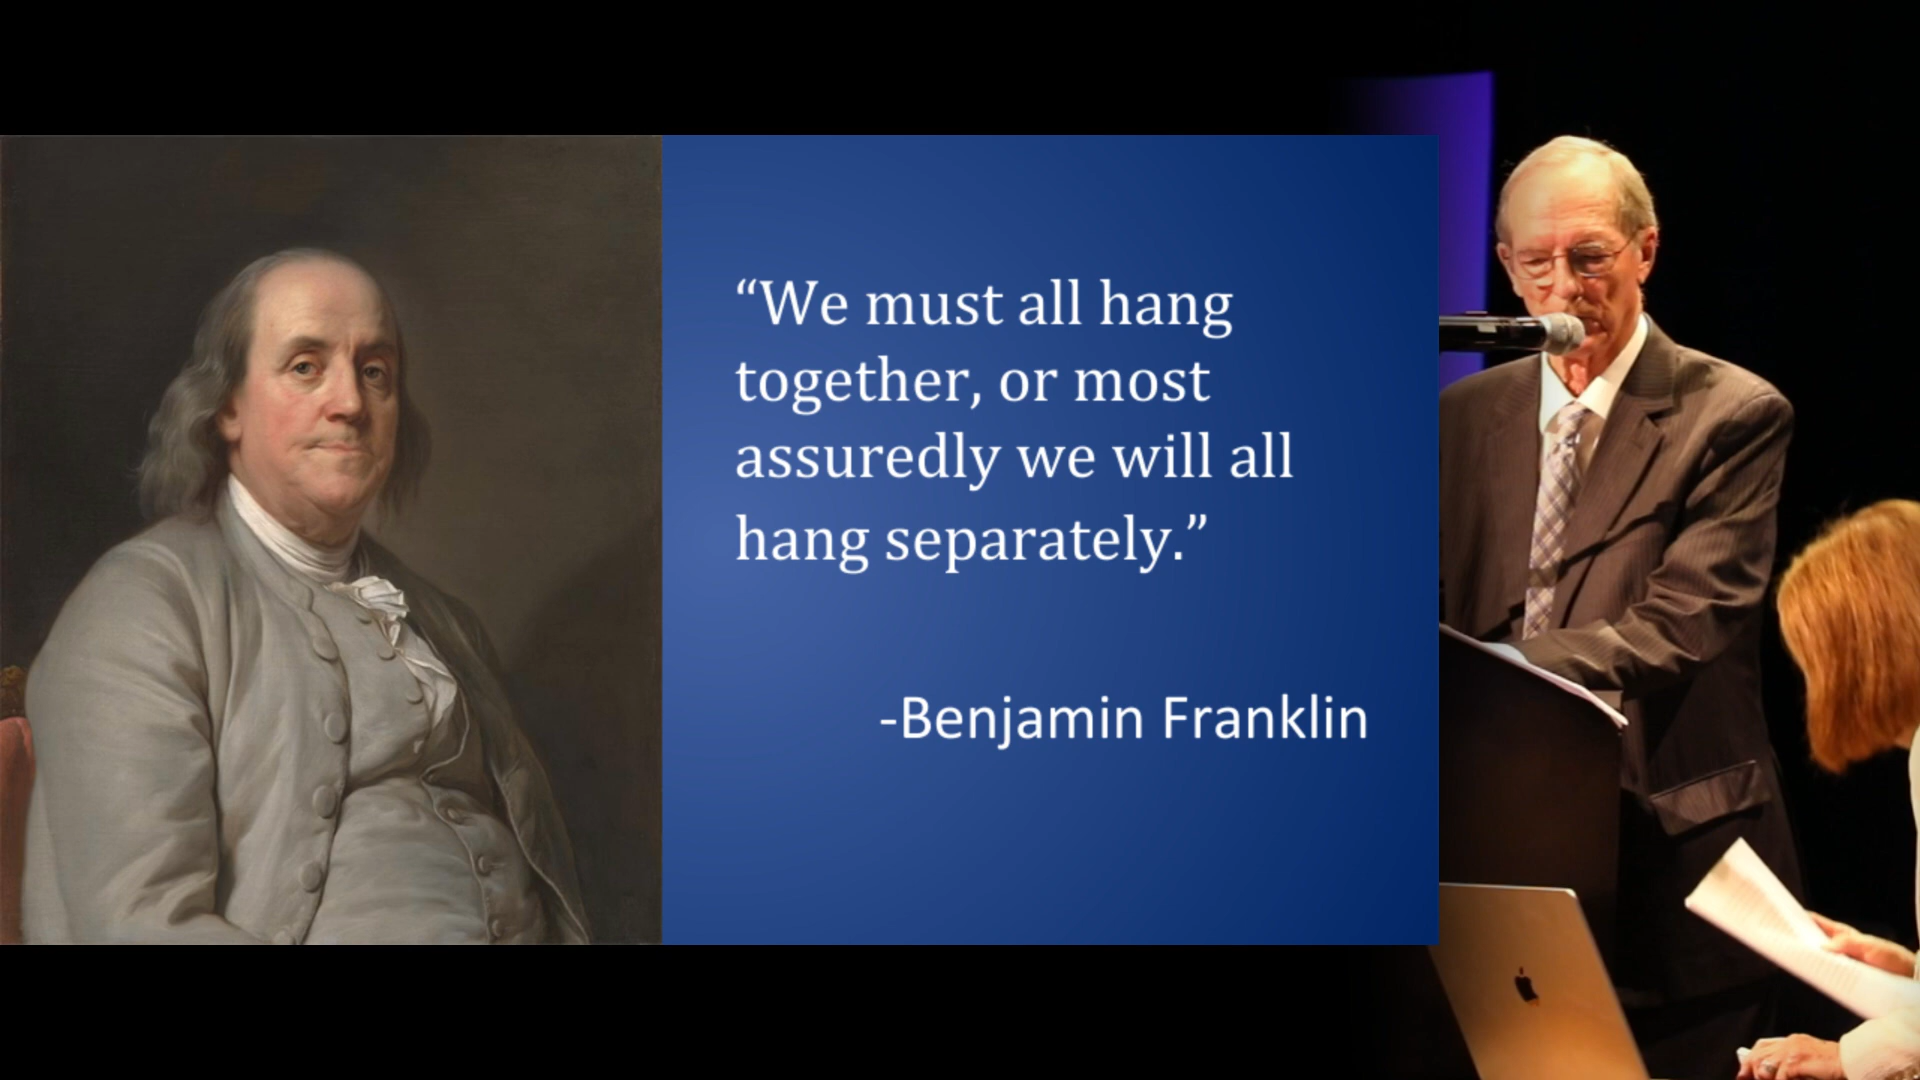 “We must all hang
together, or most
assuredly we will all
hang separately.”
-Benjamin Franklin